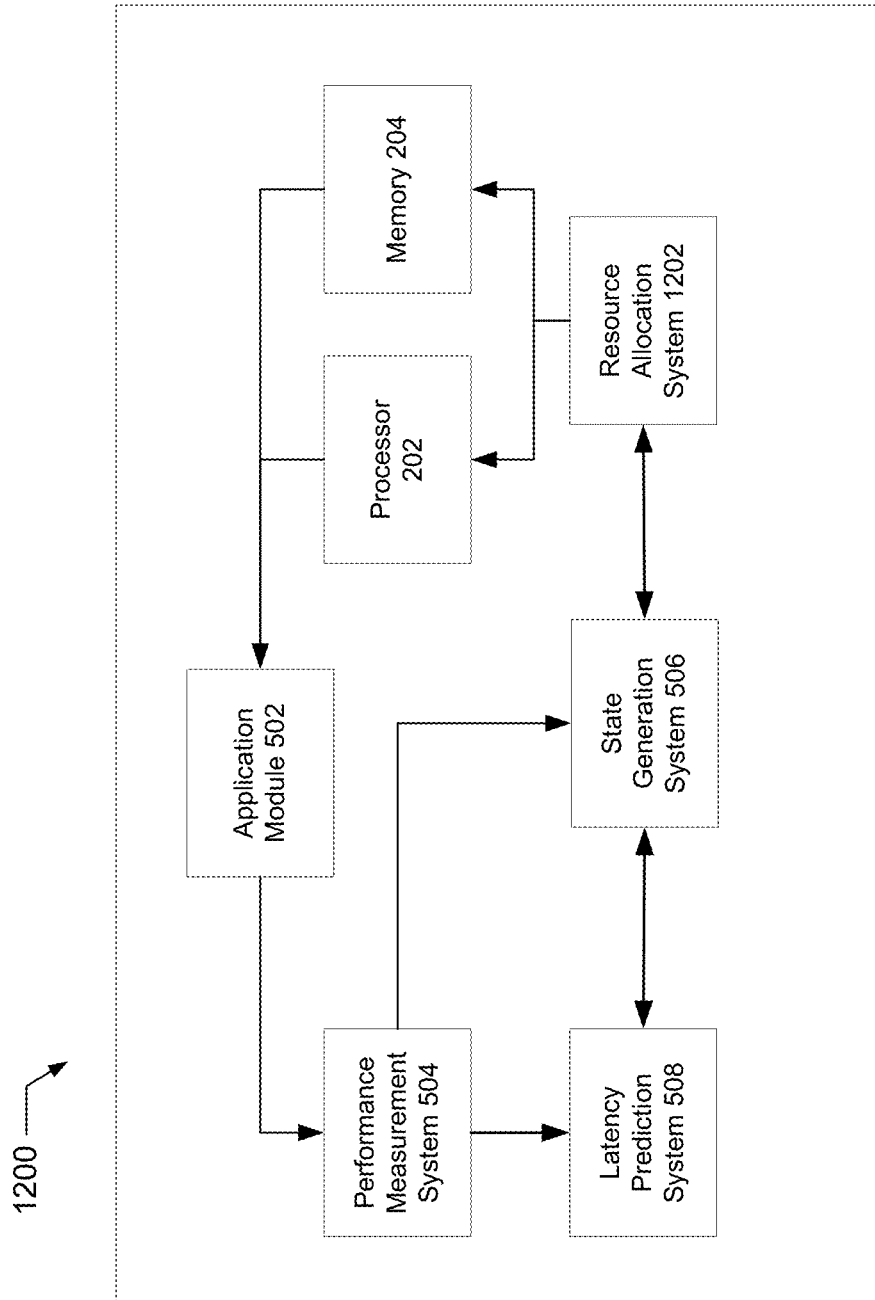 1200
Application
Module 502
Performance
Measurement
System 504
Processor
202
Memory 204
Latency
Prediction
System 508
State
Generation
System 506
Resource
Allocation
System 1202